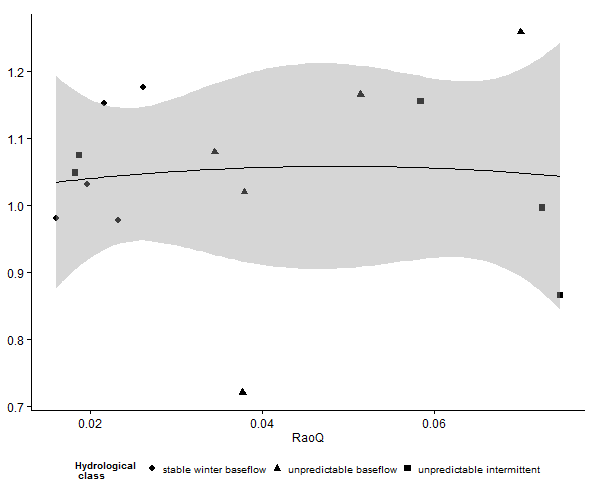 1.2
1.1
1.0
0.9
0.8
0.7
0.02 0.04 0.06
RaoQ
Hydrological
class
stable winter baseflow unpredictable baseflow unpredictable intermittent